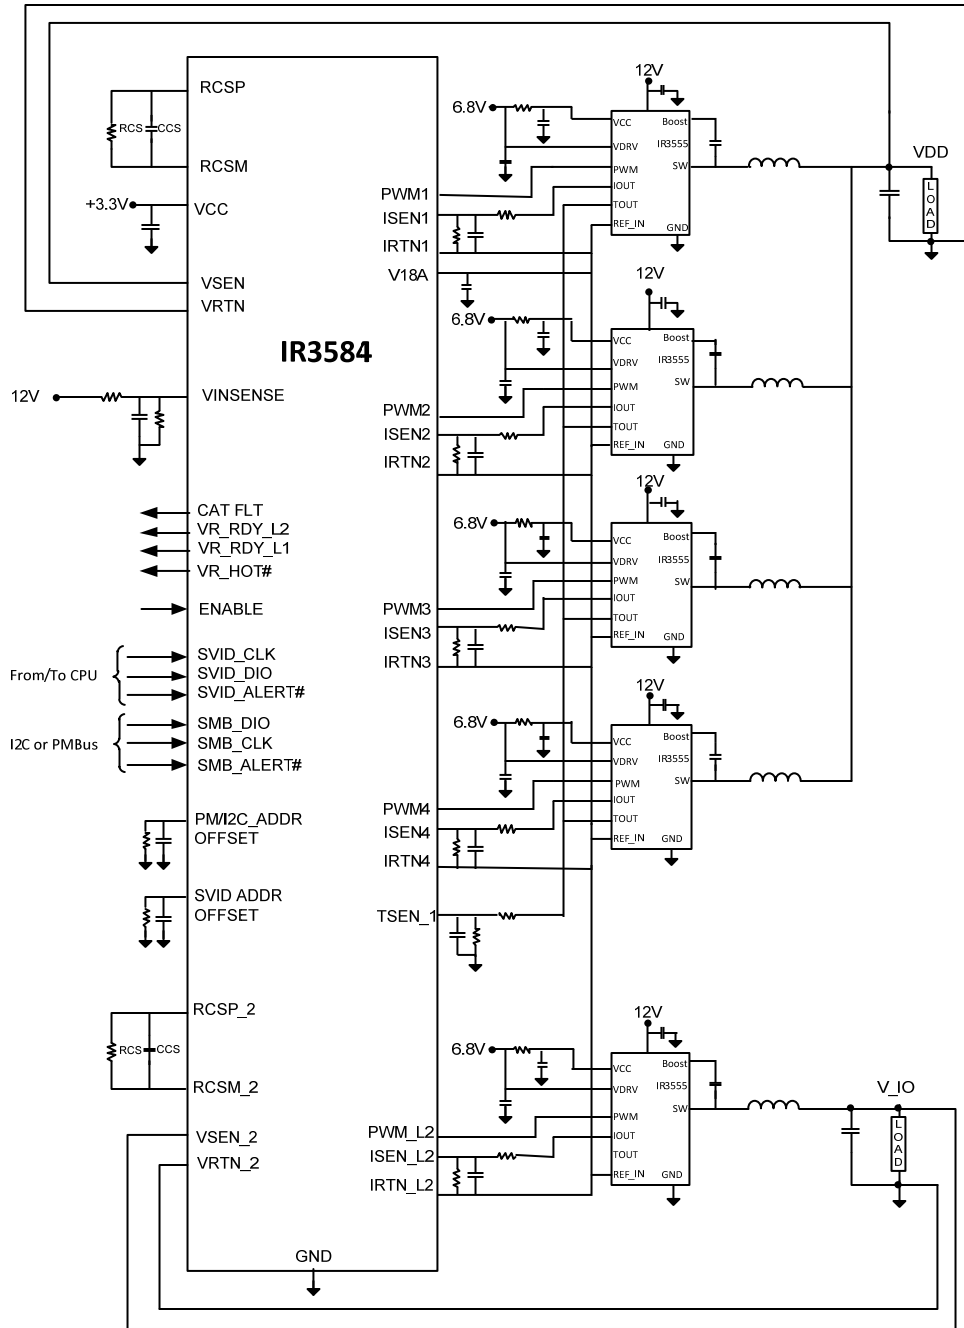 RCSP
RCS
CCS
RCSM
+3.3V
VCC
VSEN
VRTN
IR3584
12V
VINSENSE
CAT FLT
VR_RDY_L2
VR_RDY_L1
VR_HOT#
ENABLE
From/To CPU
SVID_CLK
SVID_DIO
SVID_ALERT#
I2C or PMBus
SMB_DIO
SMB_CLK
SMB_ALERT#
PM/I2C_ADDR
OFFSET
SVID ADDR
OFFSET
RCSP_2
RCS
CCS
RCSM_2
VSEN_2
VRTN_2
GND
PWM1
ISEN1
IRTN1
V18A
PWM2
ISEN2
IRTN2
PWM3
ISEN3
IRTN3
PWM4
ISEN4
IRTN4
TSEN_1
PWM_L2
ISEN_L2
IRTN_L2
12V
6.8V
VCC
Boost
VDRV
IR3555
PWM
SW
IOUT
TOUT
REF_IN
GND
VDD
LOAD
12V
6.8V
VCC
Boost
VDRV
IR3555
PWM
SW
IOUT
TOUT
REF_IN
GND
12V
6.8V
VCC
Boost
VDRV
IR3555
PWM
SW
IOUT
TOUT
REF_IN
GND
12V
6.8V
VCC
Boost
VDRV
IR3555
PWM
SW
IOUT
TOUT
REF_IN
GND
12V
6.8V
VCC
Boost
VDRV
IR3555
PWM
SW
IOUT
TOUT
REF_IN
GND
V_IO
LOAD